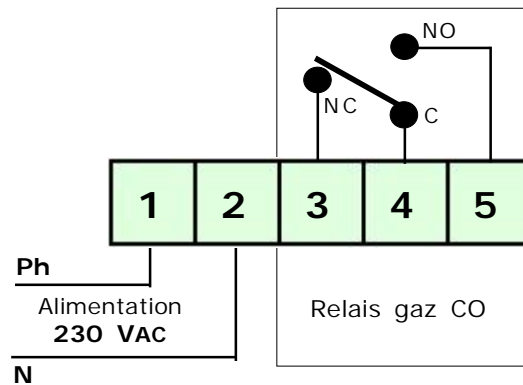 NO
NC
C
1 2 3 4 5
Ph
Alimentation
230 VAC
N
Relais gaz CO